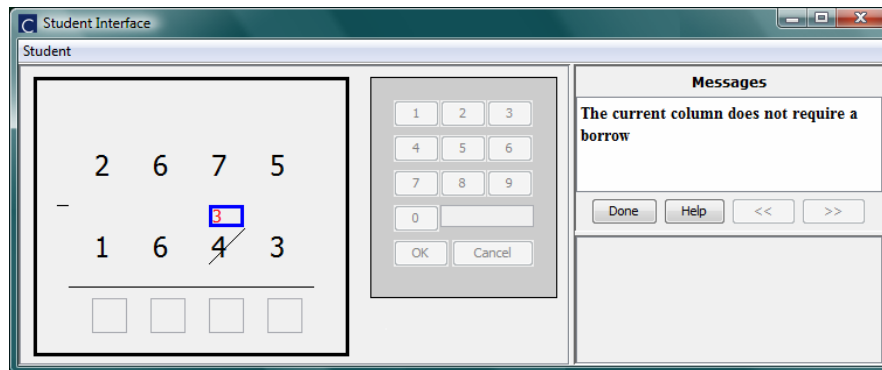 C Student Interface
Student
2 6 7 5
−
3
1 6 4 3
1 2 3
4 5 6
7 8 9
0
OK Cancel
Messages
The current column does not require a
borrow
Done Help << >>